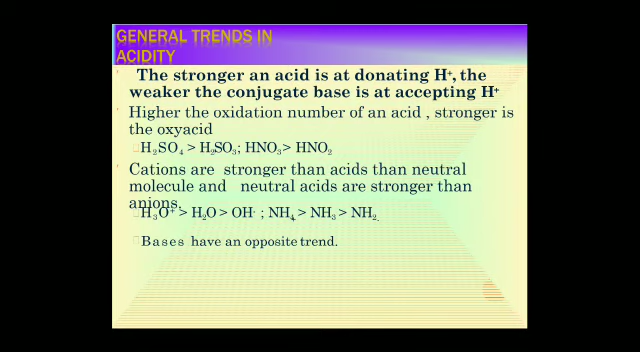 GENERAL TRENDS IN
ACIDITY
The stronger an acid is at donating H⁺, the
weaker the conjugate base is at accepting H⁺
Higher the oxidation number of an acid , stronger is
the oxyacid
H₂SO₄ > H₂SO₃; HNO₃> HNO₂
Cations are stronger than acids than neutral
molecule and neutral acids are stronger than
anions.
H₃O⁺ > H₂O > OH⁻ ; NH₄ > NH₃ > NH₂
Bases have an opposite trend.